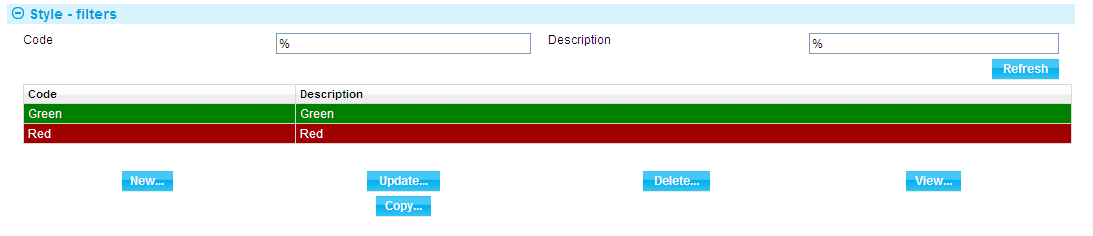 Style - filters
Code % Description %
Refresh
Code Description
Green Green
Red Red
New... Update... Delete... View...
Copy...